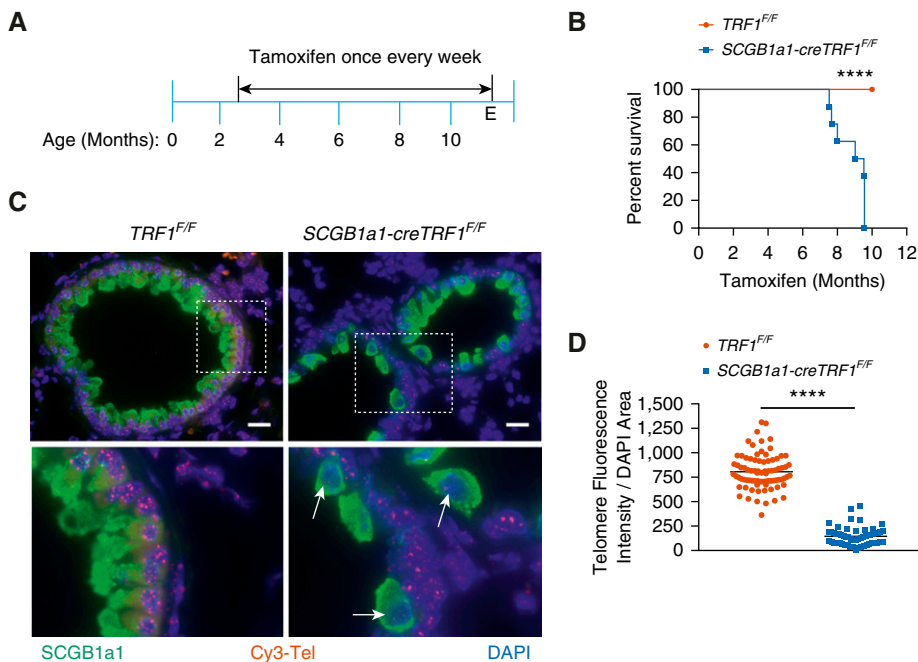 A
Tamoxifen once every week
E
Age (Months): 0 2 4 6 8 10
B
TRF1F/F
SCGB1a1-creTRF1F/F
****
Percent survival
100
80
60
40
20
0
0 2 4 6 8 10 12
Tamoxifen (Months)
C
TRF1F/F SCGB1a1-creTRF1F/F
SCGB1a1 Cy3-Tel DAPI
D
TRF1F/F
SCGB1a1-creTRF1F/F
****
Telomere Fluorescence
Intensity / DAPI Area
1,500
1,250
1,000
750
500
250
0